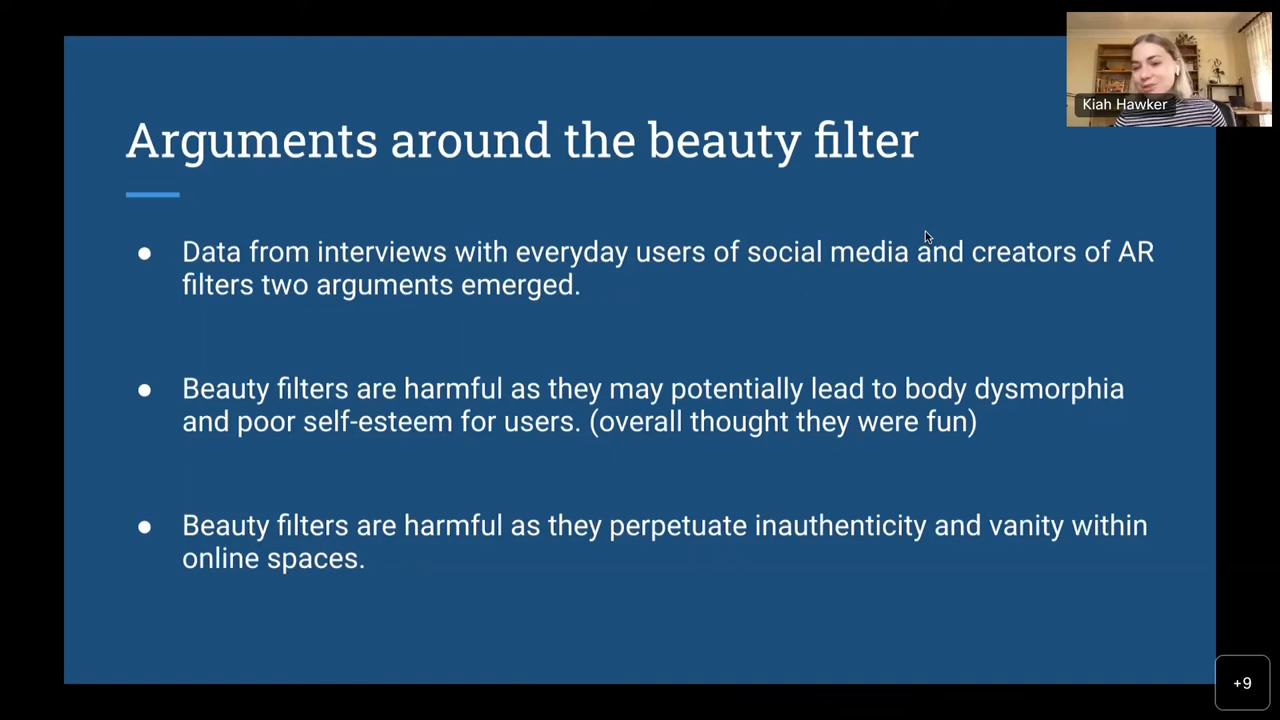 Kiah Hawker
Arguments around the beauty filter
● Data from interviews with everyday users of social media and creators of AR
filters two arguments emerged.
● Beauty filters are harmful as they may potentially lead to body dysmorphia
and poor self-esteem for users. (overall thought they were fun)
● Beauty filters are harmful as they perpetuate inauthenticity and vanity within
online spaces.
+9